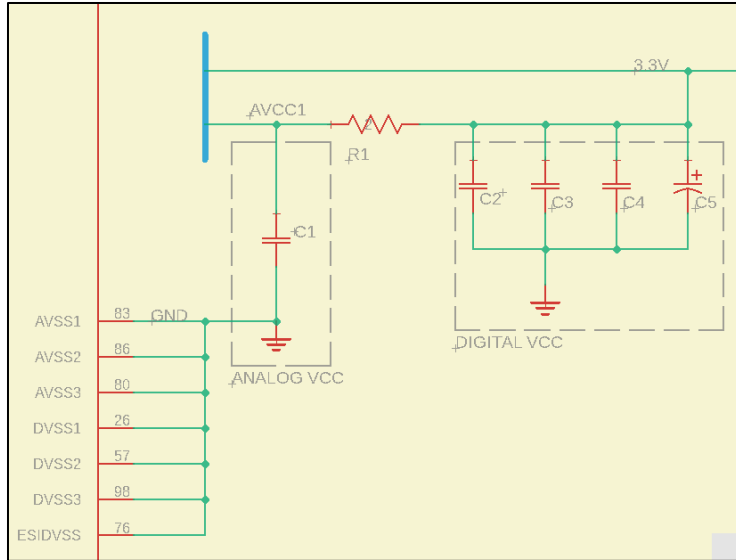 3.3V
AVCC1
2
R1
C2
C3
C4
C5
C1
AVSS1 83 GND
AVSS2 86
AVSS3 80
DVSS1 26
DVSS2 57
DVSS3 98
ESIDVSS 76
DIGITAL VCC
ANALOG VCC